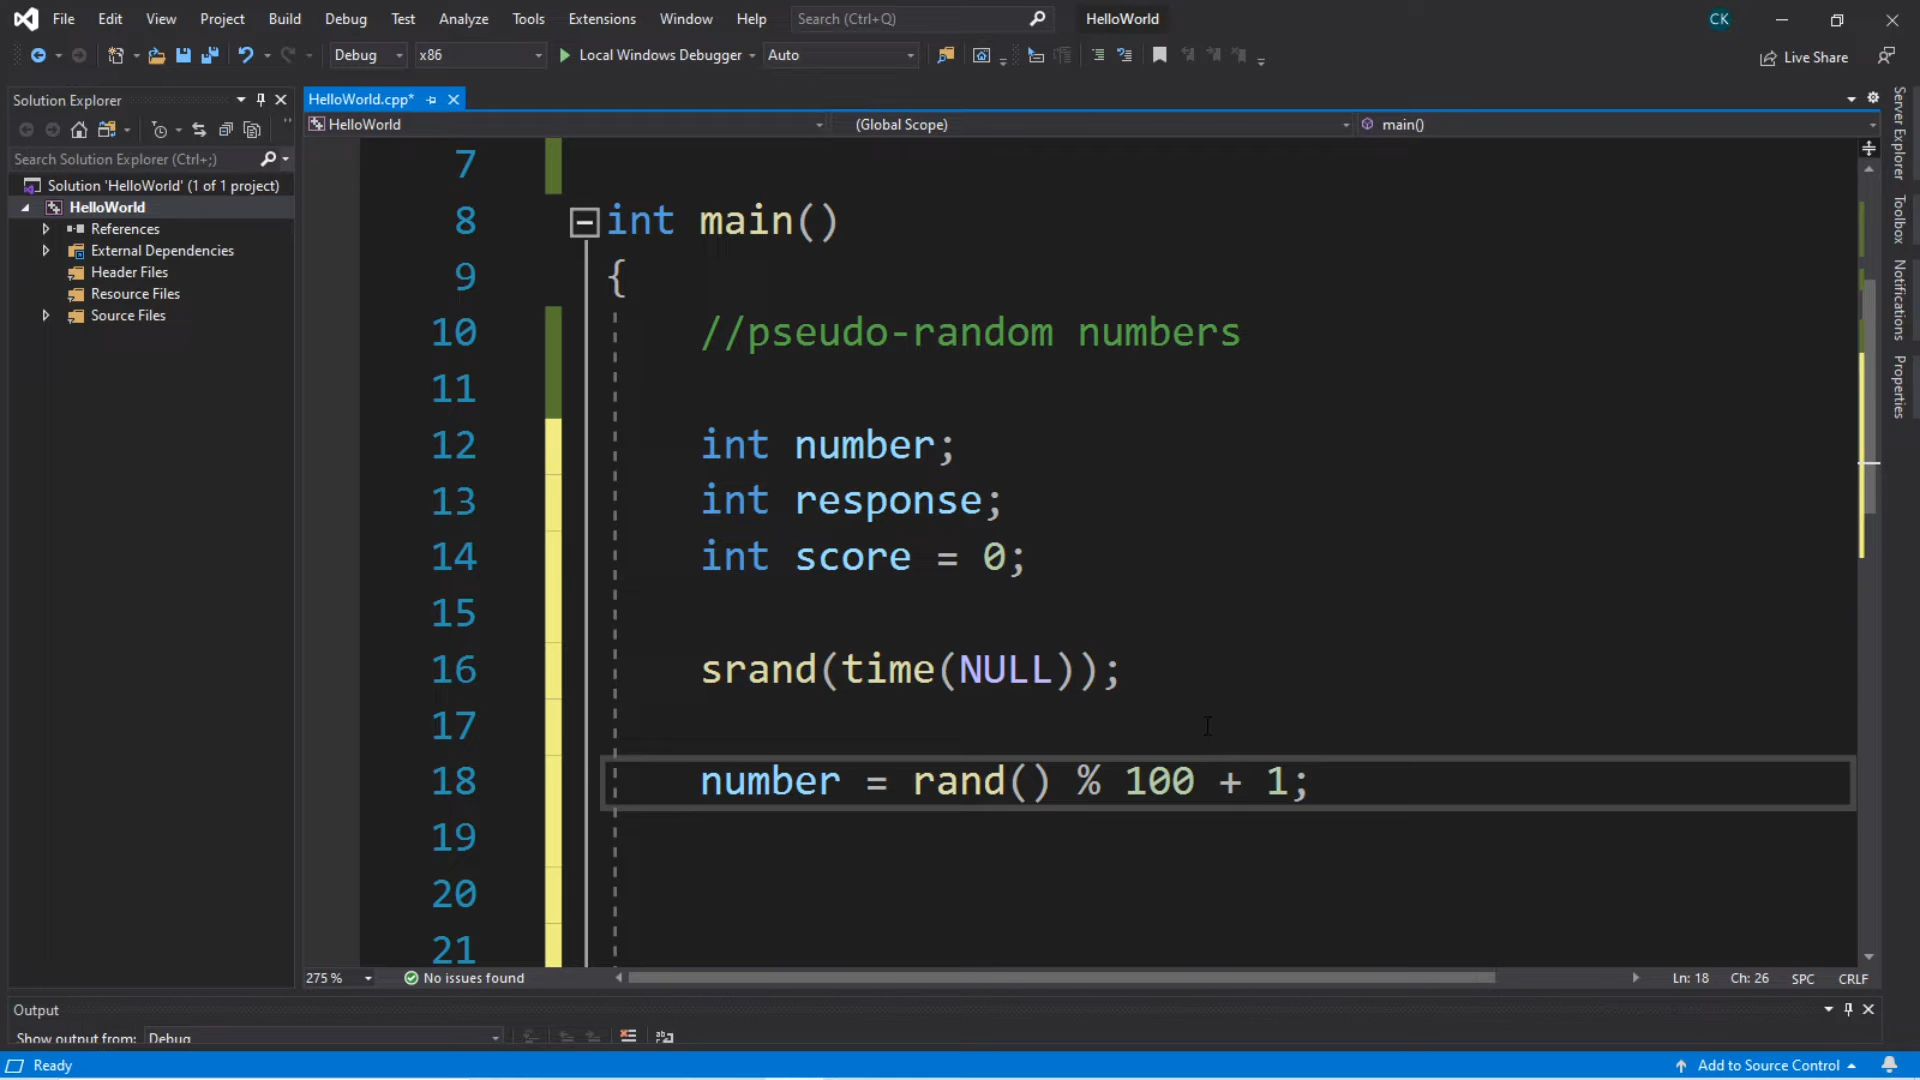 File Edit View Project Build Debug Test Analyze Tools Extensions Window Help Search (Ctrl+Q) HelloWorld CK
Debug x86 Local Windows Debugger Auto Live Share
Solution Explorer
Search Solution Explorer (Ctrl+;)
Solution 'HelloWorld' (1 of 1 project)
HelloWorld
References
External Dependencies
Header Files
Resource Files
Source Files
HelloWorld.cpp*
HelloWorld (Global Scope) main()
7
8 int main()
9 {
10 //pseudo-random numbers
11
12 int number;
13 int response;
14 int score = 0;
15
16 srand(time(NULL));
17
18 number = rand() % 100 + 1;
19
20
21
275 % No issues found Ln: 18 Ch: 26 SPC CRLF
Server Explorer
Toolbox
Notifications
Properties
Output
Show output from: Debug
Ready Add to Source Control